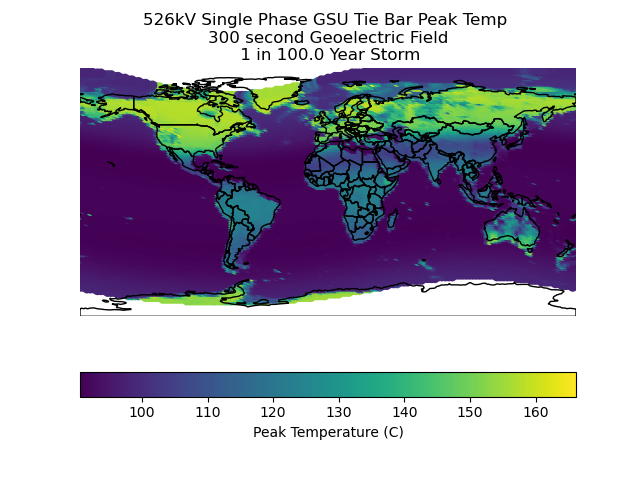 526kV Single Phase GSU Tie Bar Peak Temp
300 second Geoelectric Field
1 in 100.0 Year Storm
100 110 120 130 140 150 160
Peak Temperature (C)